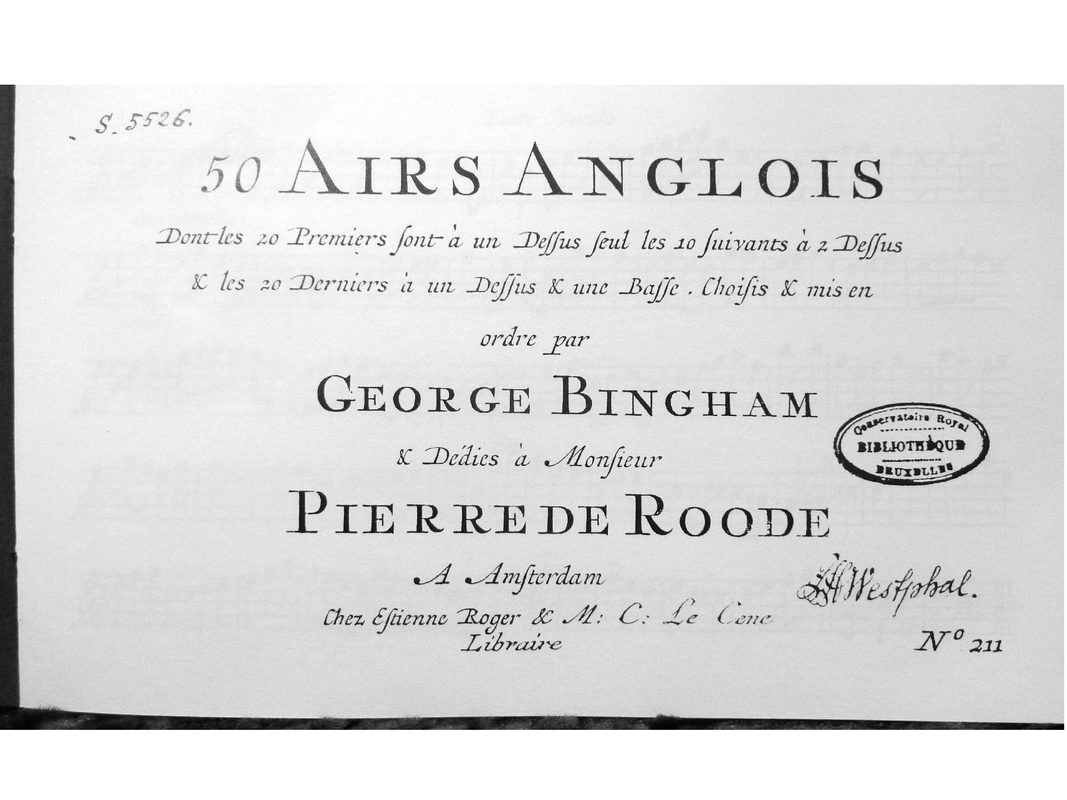 S. 5526.
50 AIRS ANGLOIS
Dont les 20 Premiers ſont à un Deſſus ſeul les 10 ſuivants à 2 Deſſus
& les 20 Derniers à un Deſſus & une Baſſe . Choiſis & mis en
ordre par
GEORGE BINGHAM
& Dédies à Monſieur
PIERRE DE ROODE
A Amſterdam
Chez Eſtienne Roger & M: C: Le Cene
Libraire
Conservatoire Royal
BIBLIOTHÈQUE
BRUXELLES
Westphal.
N° 211